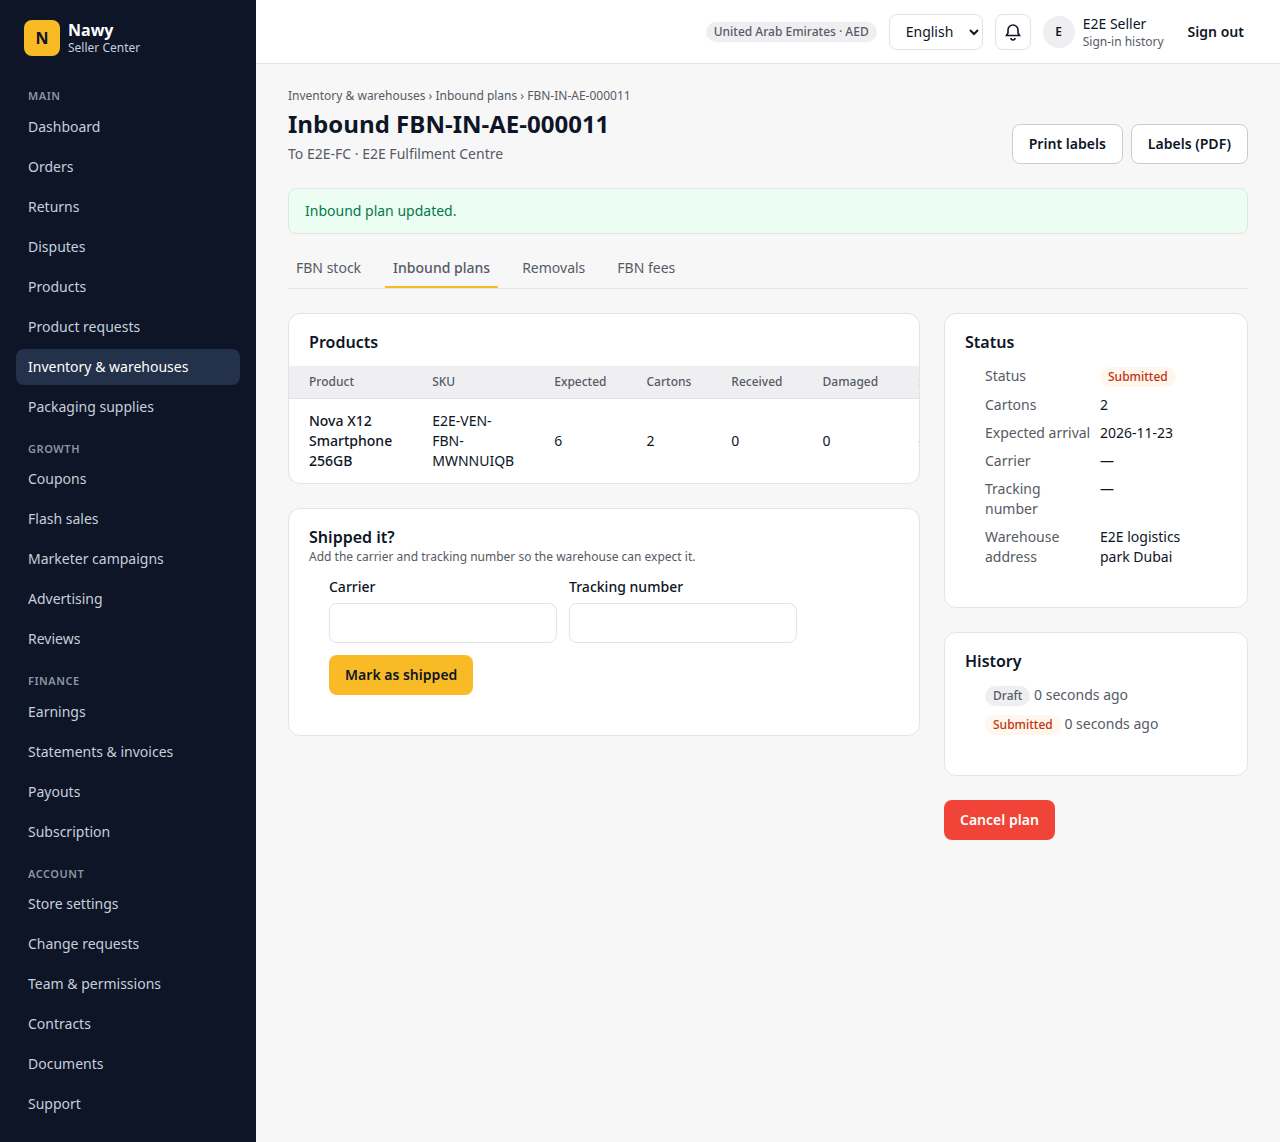 N
Nawy
Seller Center
MAIN
Dashboard
Orders
Returns
Disputes
Products
Product requests
Inventory & warehouses
Packaging supplies
GROWTH
Coupons
Flash sales
Marketer campaigns
Advertising
Reviews
FINANCE
Earnings
Statements & invoices
Payouts
Subscription
ACCOUNT
Store settings
Change requests
Team & permissions
Contracts
Documents
Support
United Arab Emirates · AED
English
E
E2E Seller
Sign-in history
Sign out
Inventory & warehouses › Inbound plans › FBN-IN-AE-000011
Inbound FBN-IN-AE-000011
To E2E-FC · E2E Fulfilment Centre
Print labels
Labels (PDF)
Inbound plan updated.
FBN stock Inbound plans Removals FBN fees
Products
Product SKU Expected Cartons Received Damaged
Nova X12 Smartphone 256GB
E2E-VEN-FBN-MWNNUIQB
6 2 0 0
Shipped it?
Add the carrier and tracking number so the warehouse can expect it.
Carrier Tracking number
Mark as shipped
Status
Status Submitted
Cartons 2
Expected arrival 2026-11-23
Carrier —
Tracking number —
Warehouse address E2E logistics park Dubai
History
Draft 0 seconds ago
Submitted 0 seconds ago
Cancel plan